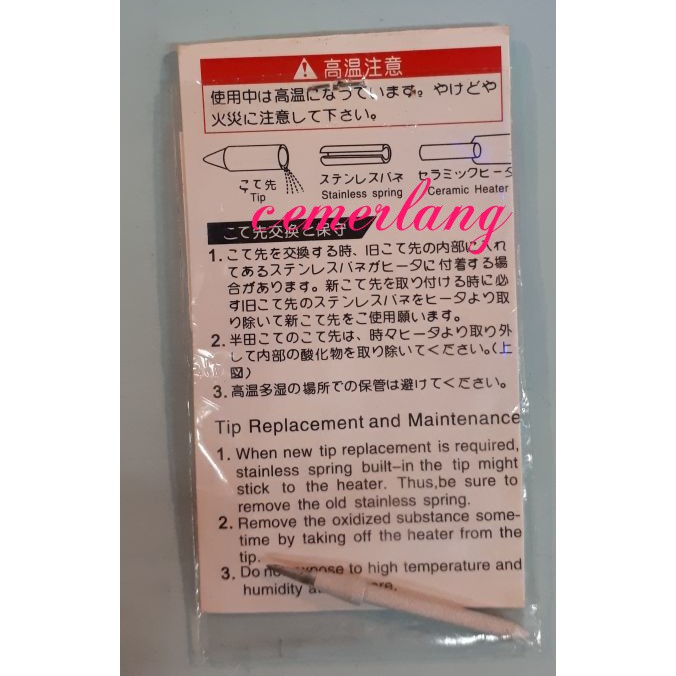 高温注意
使用中は高温になっています。やけどや
火災に注意して下さい。
こて先 ステンレスバネ セラミックヒータ
Tip Stainless spring Ceramic Heater
cemerlang
こて先交換と保守
1. こて先を交換する時、旧こて先の内部に入れ
てあるステンレスバネがヒータに付着する場
合があります。新こて先を取り付ける時に必
ず旧こて先のステンレスバネをヒータより取
り除いて新こて先をご使用願います。
2. 半田こてのこて先は、時々ヒータより取り外
して内部の酸化物を取り除いてください。(上
図)
3. 高温多湿の場所での保管は避けてください。
Tip Replacement and Maintenance
1. When new tip replacement is required,
stainless spring built-in the tip might
stick to the heater. Thus,be sure to
remove the old stainless spring.
2. Remove the oxidized substance some-
time by taking off the heater from the
tip.
3. Do to high temperature and
humidity